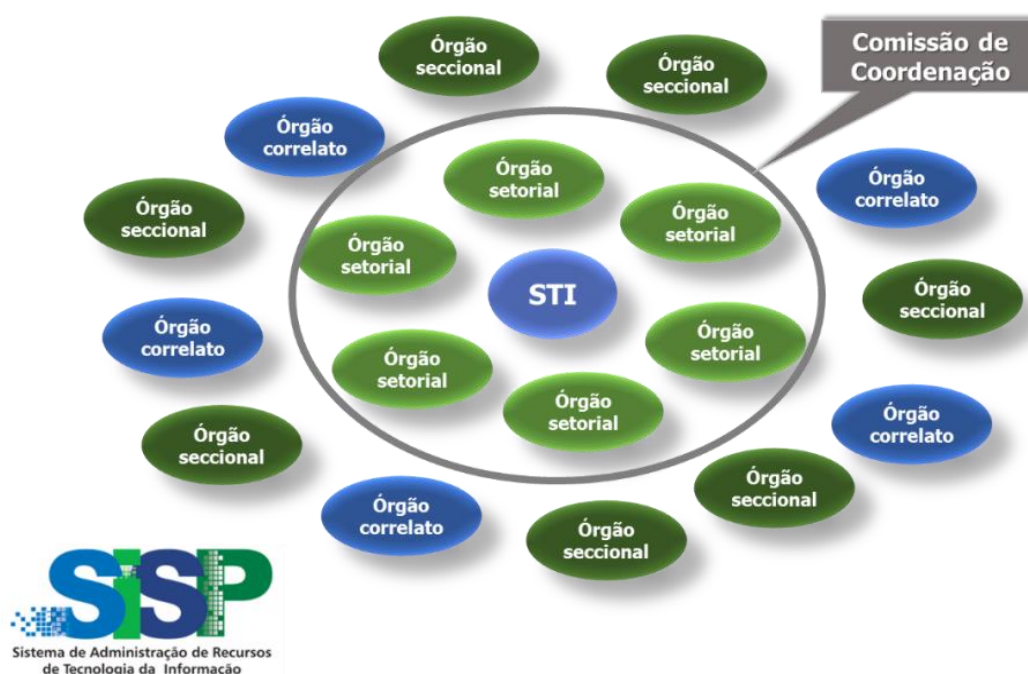 Órgão
seccional
Órgão
seccional
Comissão de
Coordenação
Órgão
correlato
Órgão
setorial
Órgão
correlato
Órgão
seccional
Órgão
setorial
Órgão
setorial
STI
Órgão
seccional
Órgão
correlato
Órgão
setorial
Órgão
setorial
Órgão
setorial
Órgão
correlato
Órgão
seccional
Órgão
seccional
Órgão
correlato
Órgão
seccional
SiSP
Sistema de Administração de Recursos
de Tecnologia da Informação